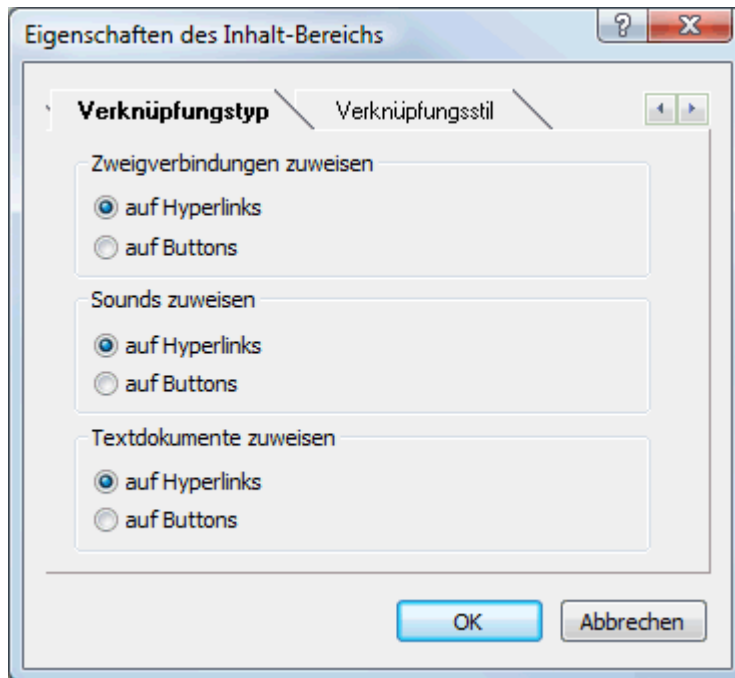 Eigenschaften des Inhalt-Bereichs
Verknüpfungstyp Verknüpfungsstil
Zweigverbindungen zuweisen
auf Hyperlinks
auf Buttons
Sounds zuweisen
auf Hyperlinks
auf Buttons
Textdokumente zuweisen
auf Hyperlinks
auf Buttons
OK Abbrechen